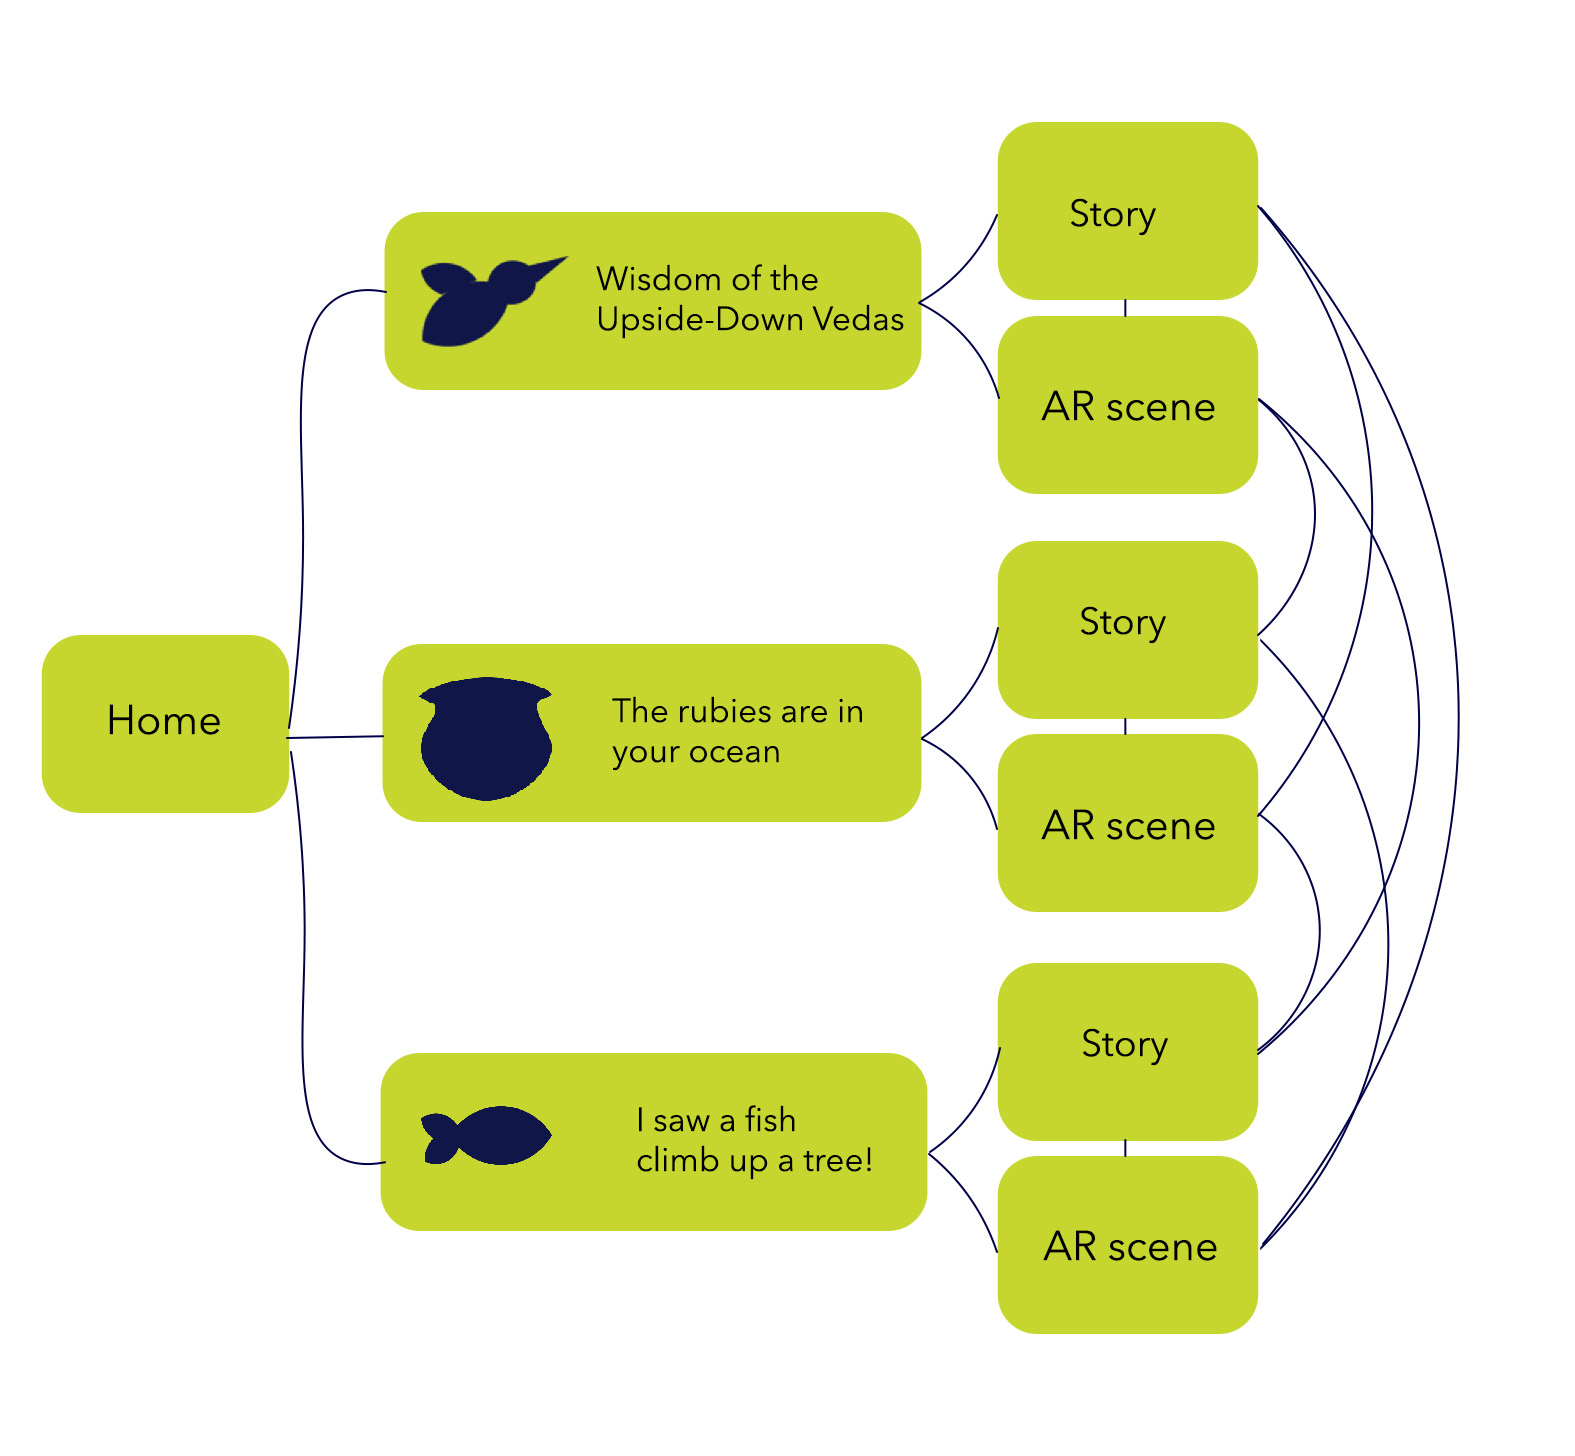 Home
Wisdom of the
Upside-Down Vedas
Story
AR scene
The rubies are in
your ocean
Story
AR scene
I saw a fish
climb up a tree!
Story
AR scene